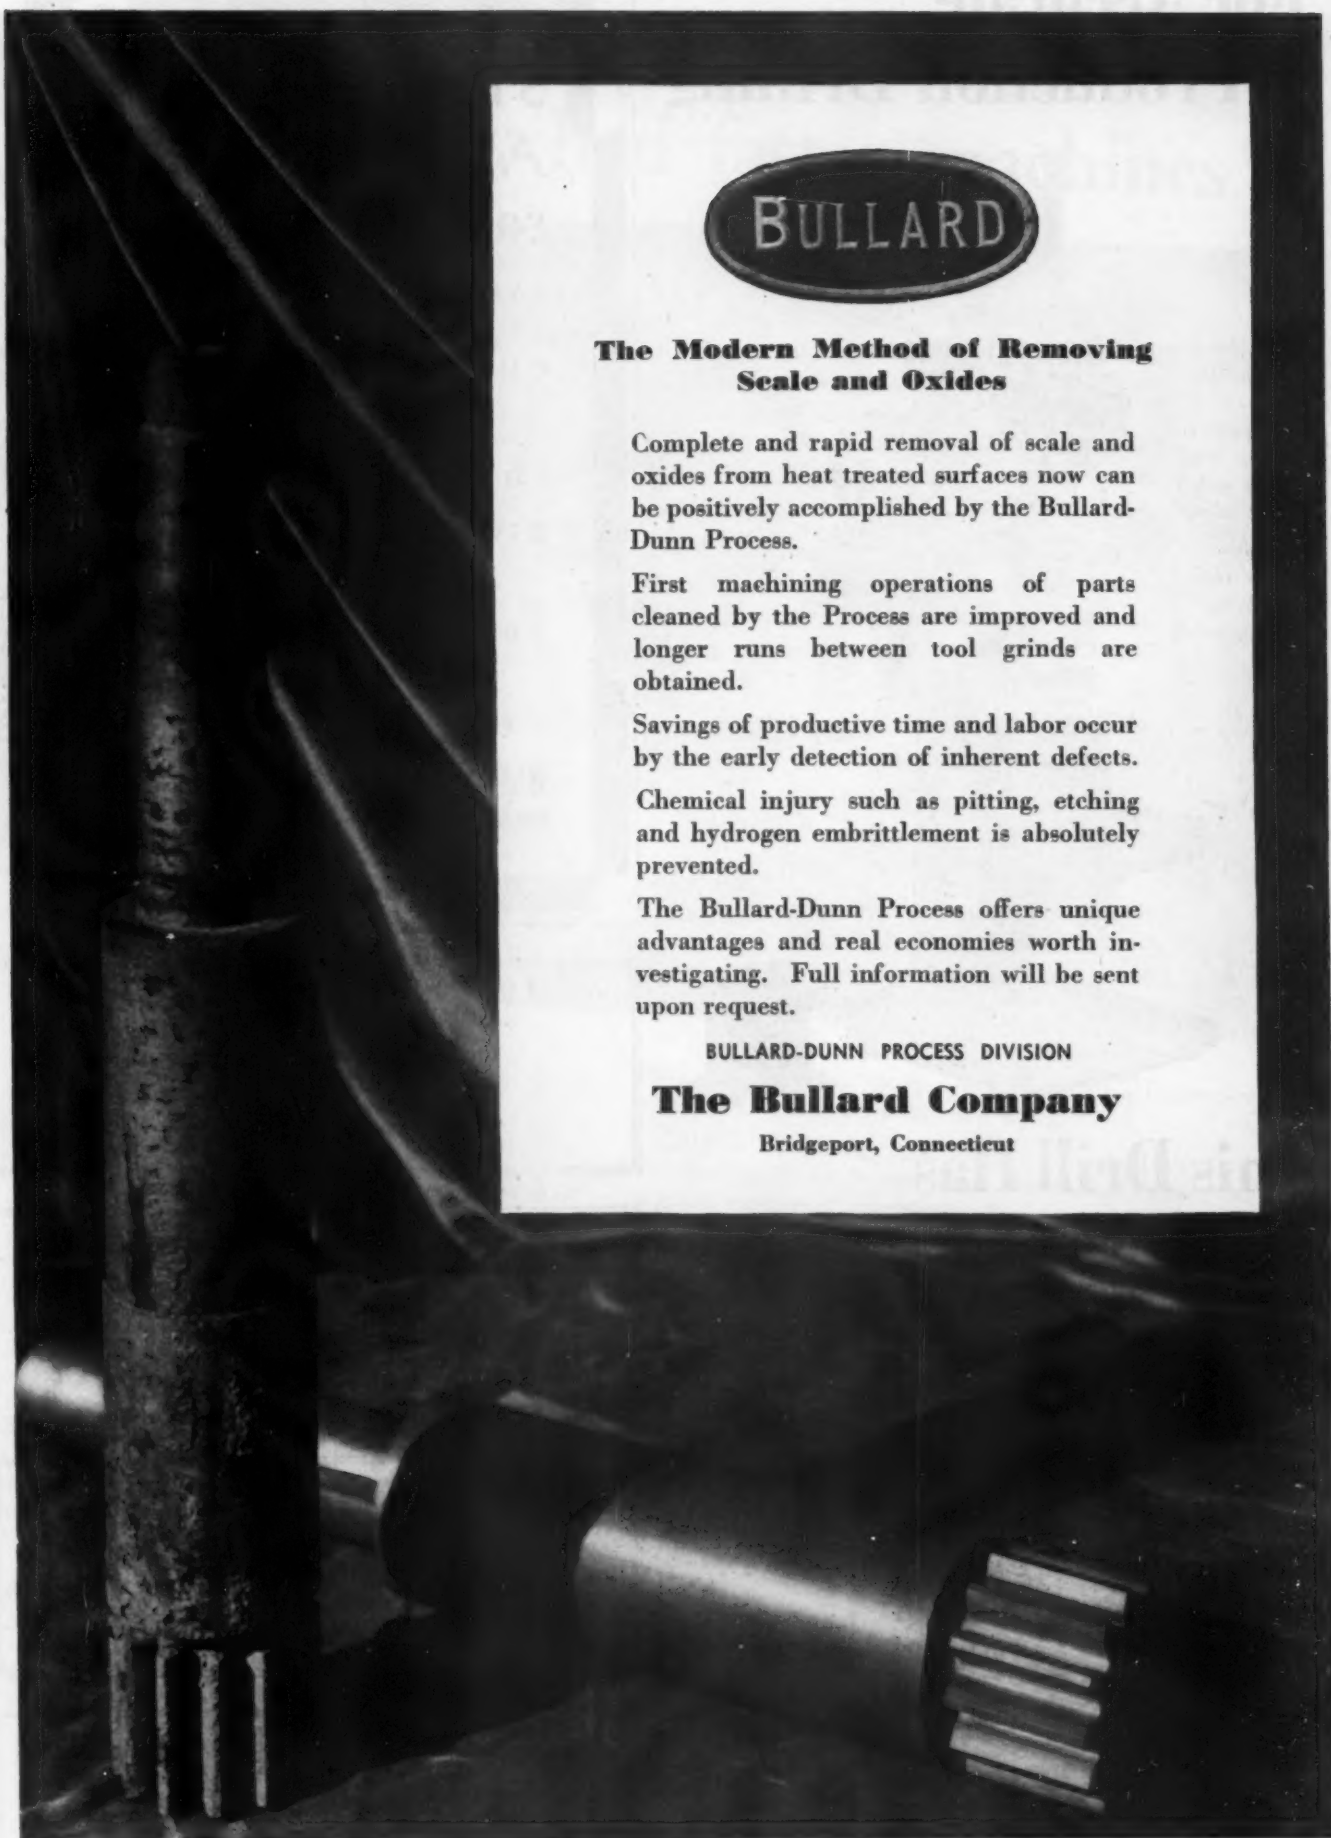 BULLARD
The Modern Method of Removing
Scale and Oxides
Complete and rapid removal of scale and
oxides from heat treated surfaces now can
be positively accomplished by the Bullard-
Dunn Process.
First machining operations of parts
cleaned by the Process are improved and
longer runs between tool grinds are
obtained.
Savings of productive time and labor occur
by the early detection of inherent defects.
Chemical injury such as pitting, etching
and hydrogen embrittlement is absolutely
prevented.
The Bullard-Dunn Process offers unique
advantages and real economies worth in-
vestigating. Full information will be sent
upon request.
BULLARD-DUNN PROCESS DIVISION
The Bullard Company
Bridgeport, Connecticut